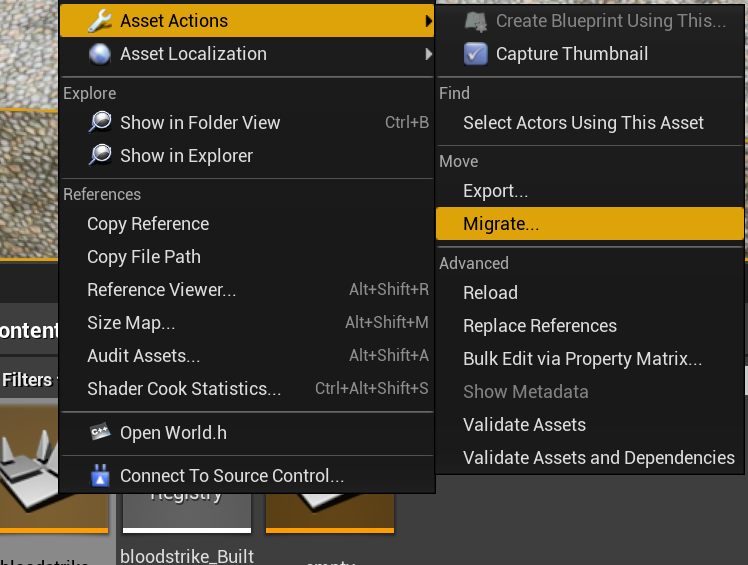 Asset Actions
Asset Localization
Explore
Show in Folder View Ctrl+B
Show in Explorer
References
Copy Reference
Copy File Path
Reference Viewer... Alt+Shift+R
Size Map... Alt+Shift+M
Audit Assets... Alt+Shift+A
Shader Cook Statistics... Ctrl+Alt+Shift+S
C++
Open World.h
Connect To Source Control...
Create Blueprint Using This...
Capture Thumbnail
Find
Select Actors Using This Asset
Move
Export...
Migrate...
Advanced
Reload
Replace References
Bulk Edit via Property Matrix...
Show Metadata
Validate Assets
Validate Assets and Dependencies
ontent
Filters
Registry
bloodstrike
bloodstrike_Built
empty